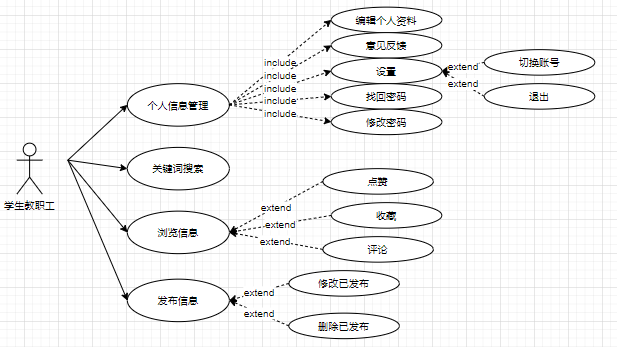 编辑个人资料
include
意见反馈
include
设置
extend
切换账号
include
extend
退出
个人信息管理
include
找回密码
include
修改密码
关键词搜索
学生教职工
点赞
extend
收藏
浏览信息
extend
extend
评论
修改已发布
extend
发布信息
extend
删除已发布